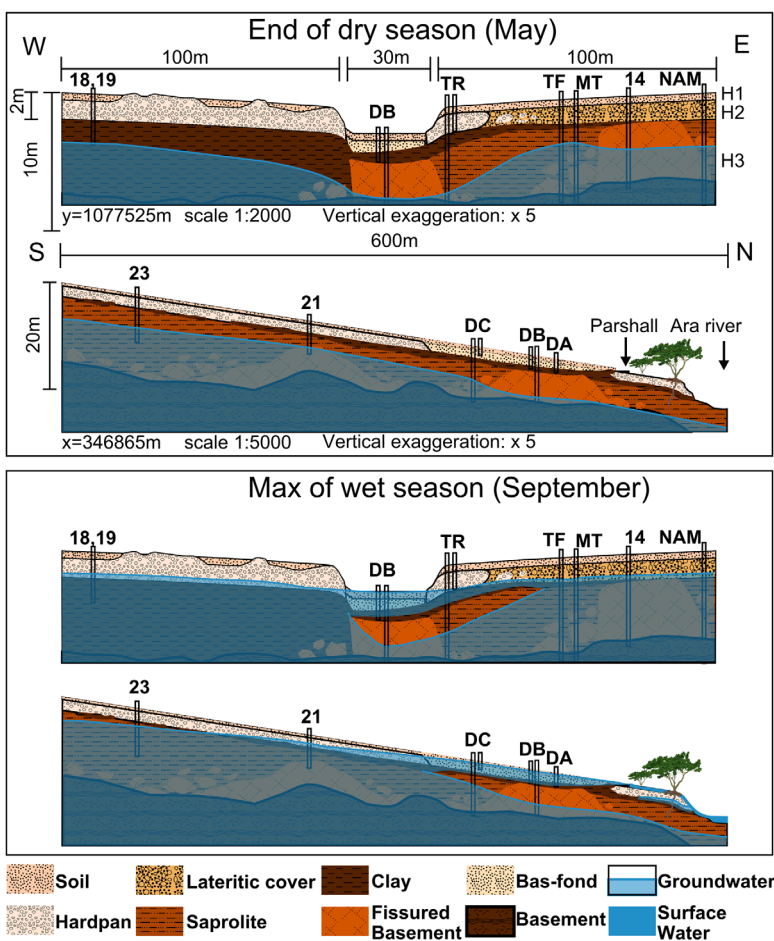 End of dry season (May)
W
E
100m
30m
100m
18,19
DB
TR
TF
MT
14
NAM
H1
H2
H3
2m
10m
y=1077525m scale 1:2000 Vertical exaggeration: x 5
600m
S
N
23
21
DC
DB
DA
Parshall
Ara river
20m
x=346865m scale 1:5000 Vertical exaggeration: x 5
Max of wet season (September)
18,19
DB
TR
TF
MT
14
NAM
23
21
DC
DB
DA
Soil
Lateritic cover
Clay
Bas-fond
Groundwater
Hardpan
Saprolite
Fissured
Basement
Basement
Surface
Water